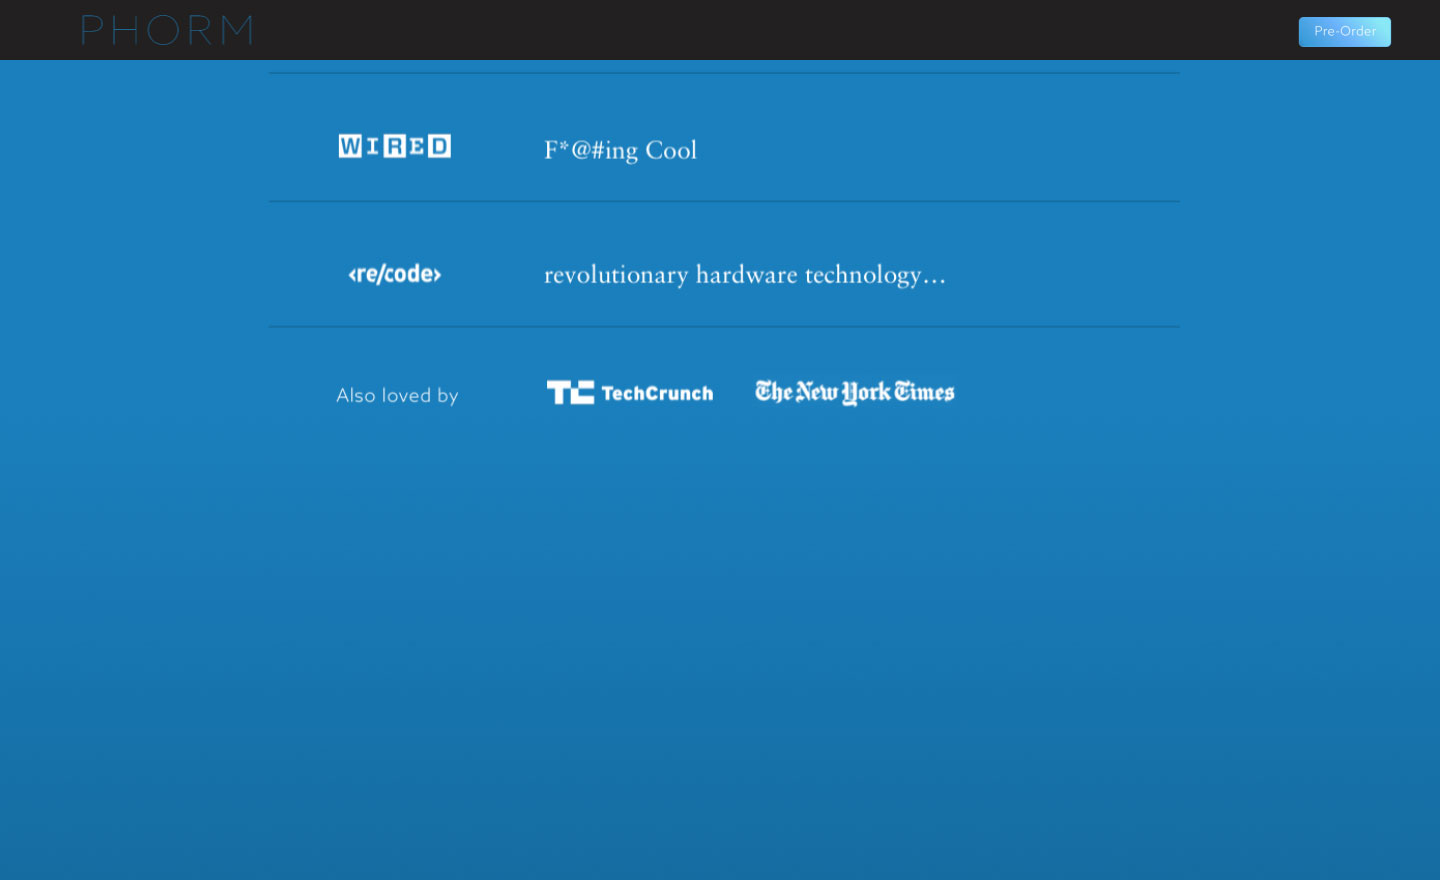 PHORM
Pre-Order
WIRED
F*@#ing Cool
<re/code>
revolutionary hardware technology...
Also loved by
TC TechCrunch
The New York Times